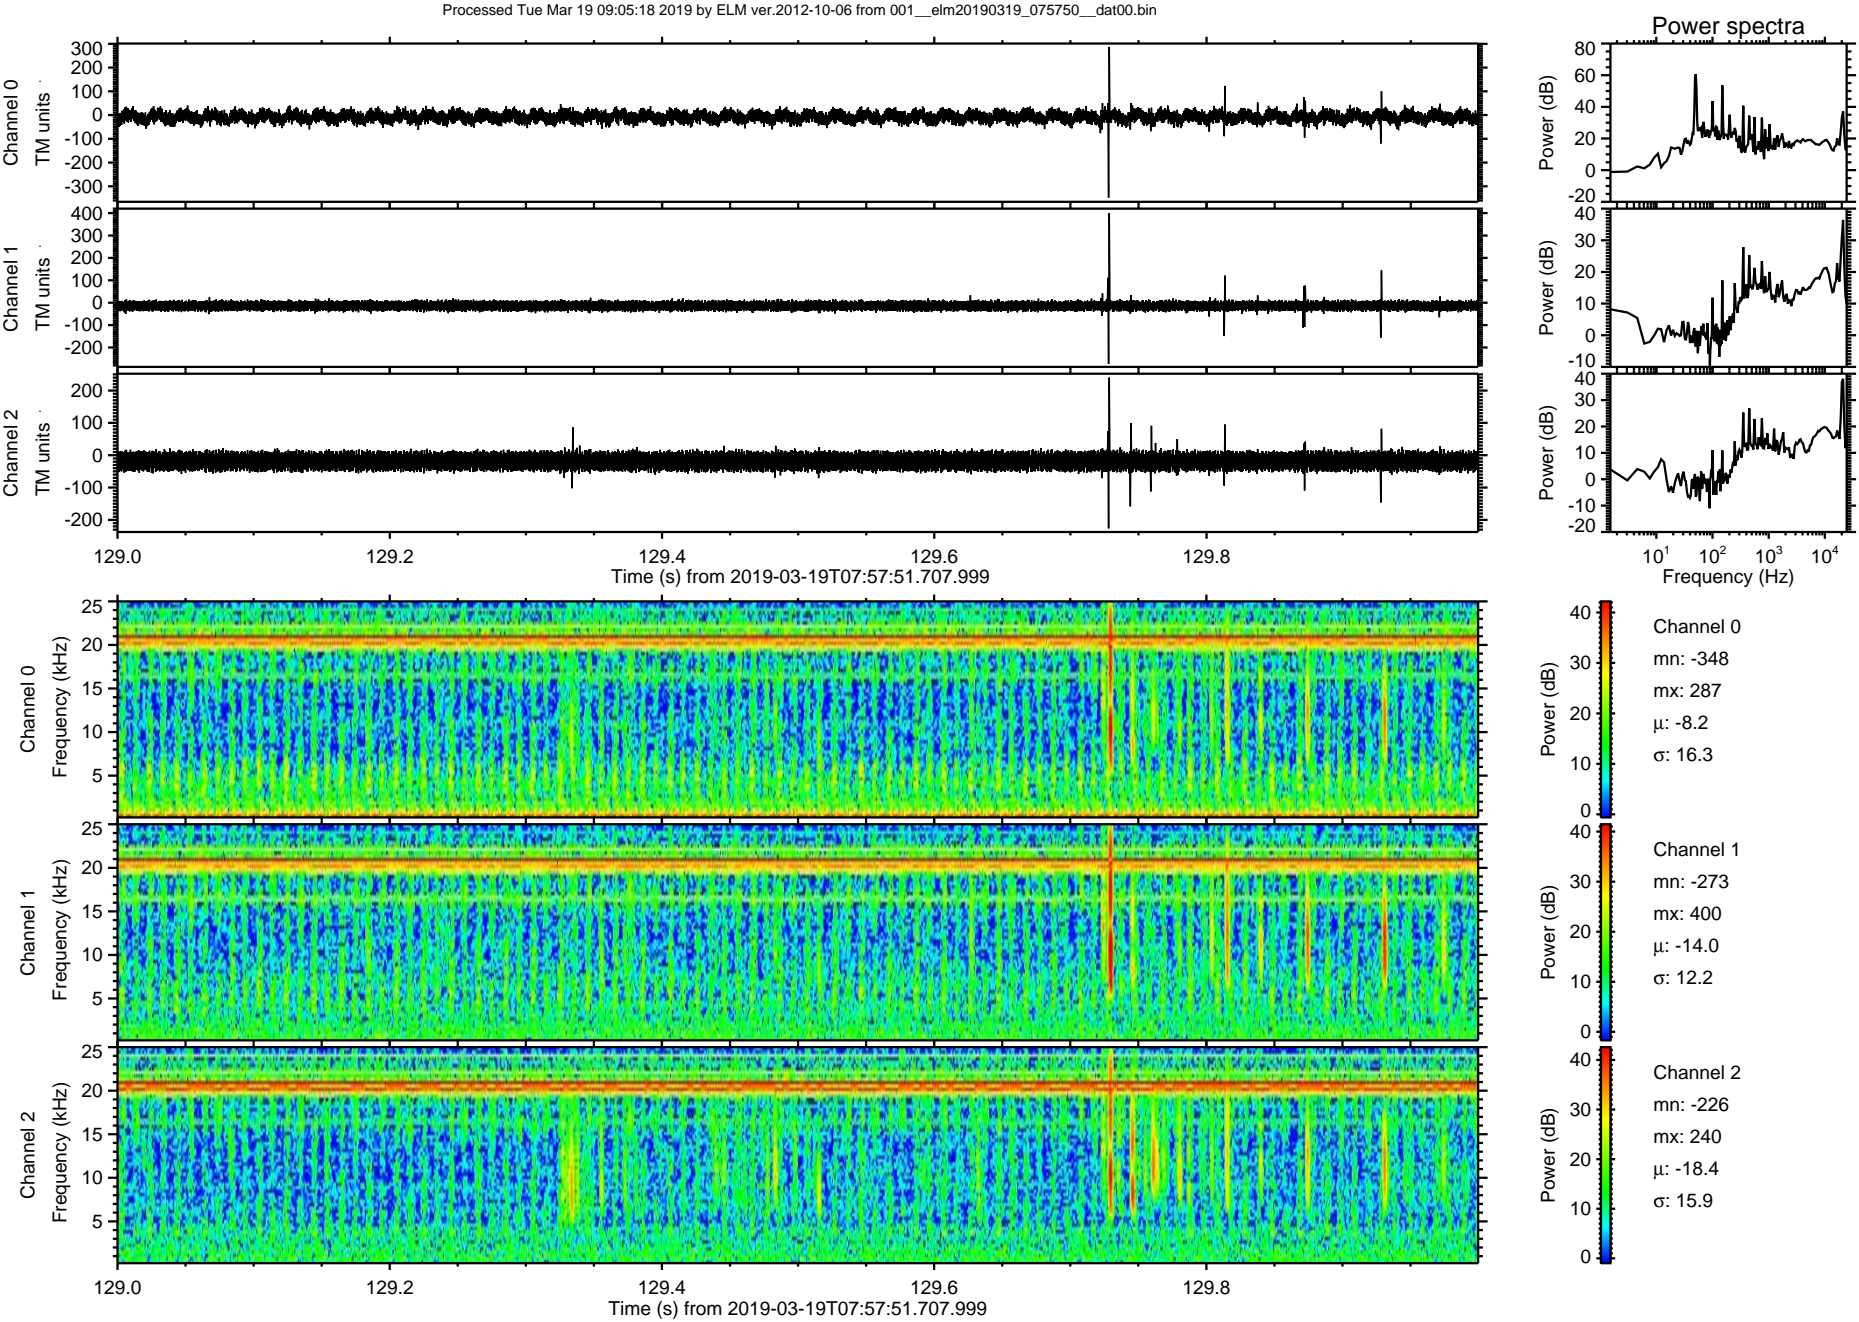 Processed Tue Mar 19 09:05:18 2019 by ELM ver.2012-10-06 from 001__elm20190319_075750__dat00.bin
Power spectra
Channel 0
TM units
300
200
100
0
-100
-200
-300
Power (dB)
80
60
40
20
0
-20
Channel 1
TM units
400
300
200
100
0
-100
-200
Power (dB)
40
30
20
10
0
-10
Channel 2
TM units
200
100
0
-100
-200
Power (dB)
40
30
20
10
0
-10
-20
129.0 129.2 129.4 129.6 129.8
Time (s) from 2019-03-19T07:57:51.707.999
10^1 10^2 10^3 10^4
Frequency (Hz)
Channel 0
Frequency (kHz)
25
20
15
10
5
Power (dB)
40
30
20
10
0
Channel 0
mn: -348
mx: 287
μ: -8.2
σ: 16.3
Channel 1
Frequency (kHz)
25
20
15
10
5
Power (dB)
40
30
20
10
0
Channel 1
mn: -273
mx: 400
μ: -14.0
σ: 12.2
Channel 2
Frequency (kHz)
25
20
15
10
5
Power (dB)
40
30
20
10
0
Channel 2
mn: -226
mx: 240
μ: -18.4
σ: 15.9
129.0 129.2 129.4 129.6 129.8
Time (s) from 2019-03-19T07:57:51.707.999